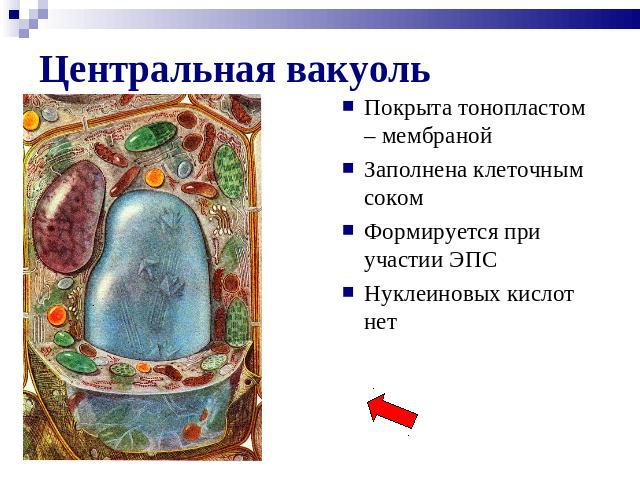 Центральная вакуоль
Покрыта тонопластом
– мембраной
Заполнена клеточным
соком
Формируется при
участии ЭПС
Нуклеиновых кислот
нет